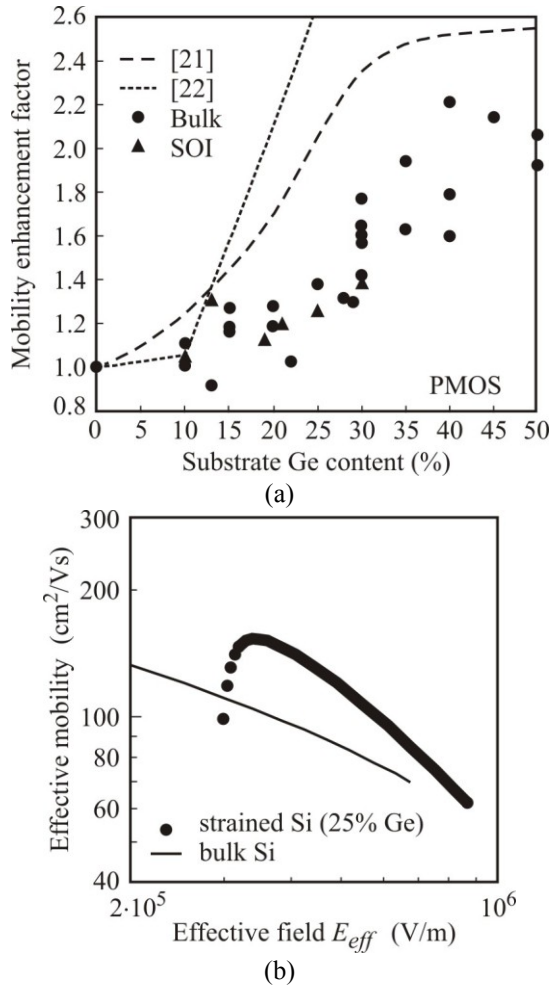 2.6
2.4
2.2
2.0
1.8
1.6
1.4
1.2
1.0
0.8
Mobility enhancement factor
[21]
[22]
Bulk
SOI
PMOS
0 5 10 15 20 25 30 35 40 45 50
Substrate Ge content (%)
(a)
300
200
100
80
60
40
Effective mobility (cm²/Vs)
strained Si (25% Ge)
bulk Si
2·10⁵ 10⁶
Effective field E_eff (V/m)
(b)